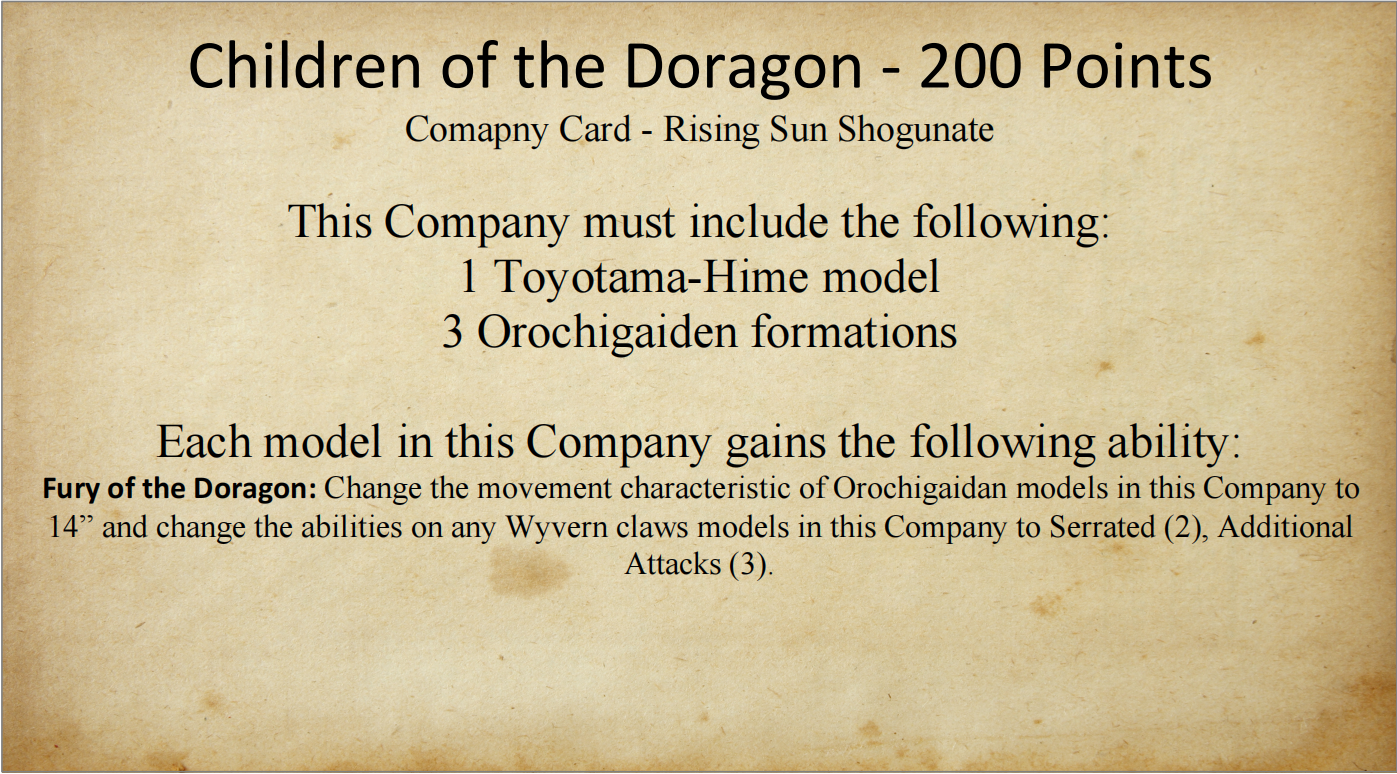 Children of the Doragon - 200 Points
Comapny Card - Rising Sun Shogunate
This Company must include the following:
1 Toyotama-Hime model
3 Orochigaiden formations
Each model in this Company gains the following ability:
Fury of the Doragon: Change the movement characteristic of Orochigaidan models in this Company to
14” and change the abilities on any Wyvern claws models in this Company to Serrated (2), Additional
Attacks (3).